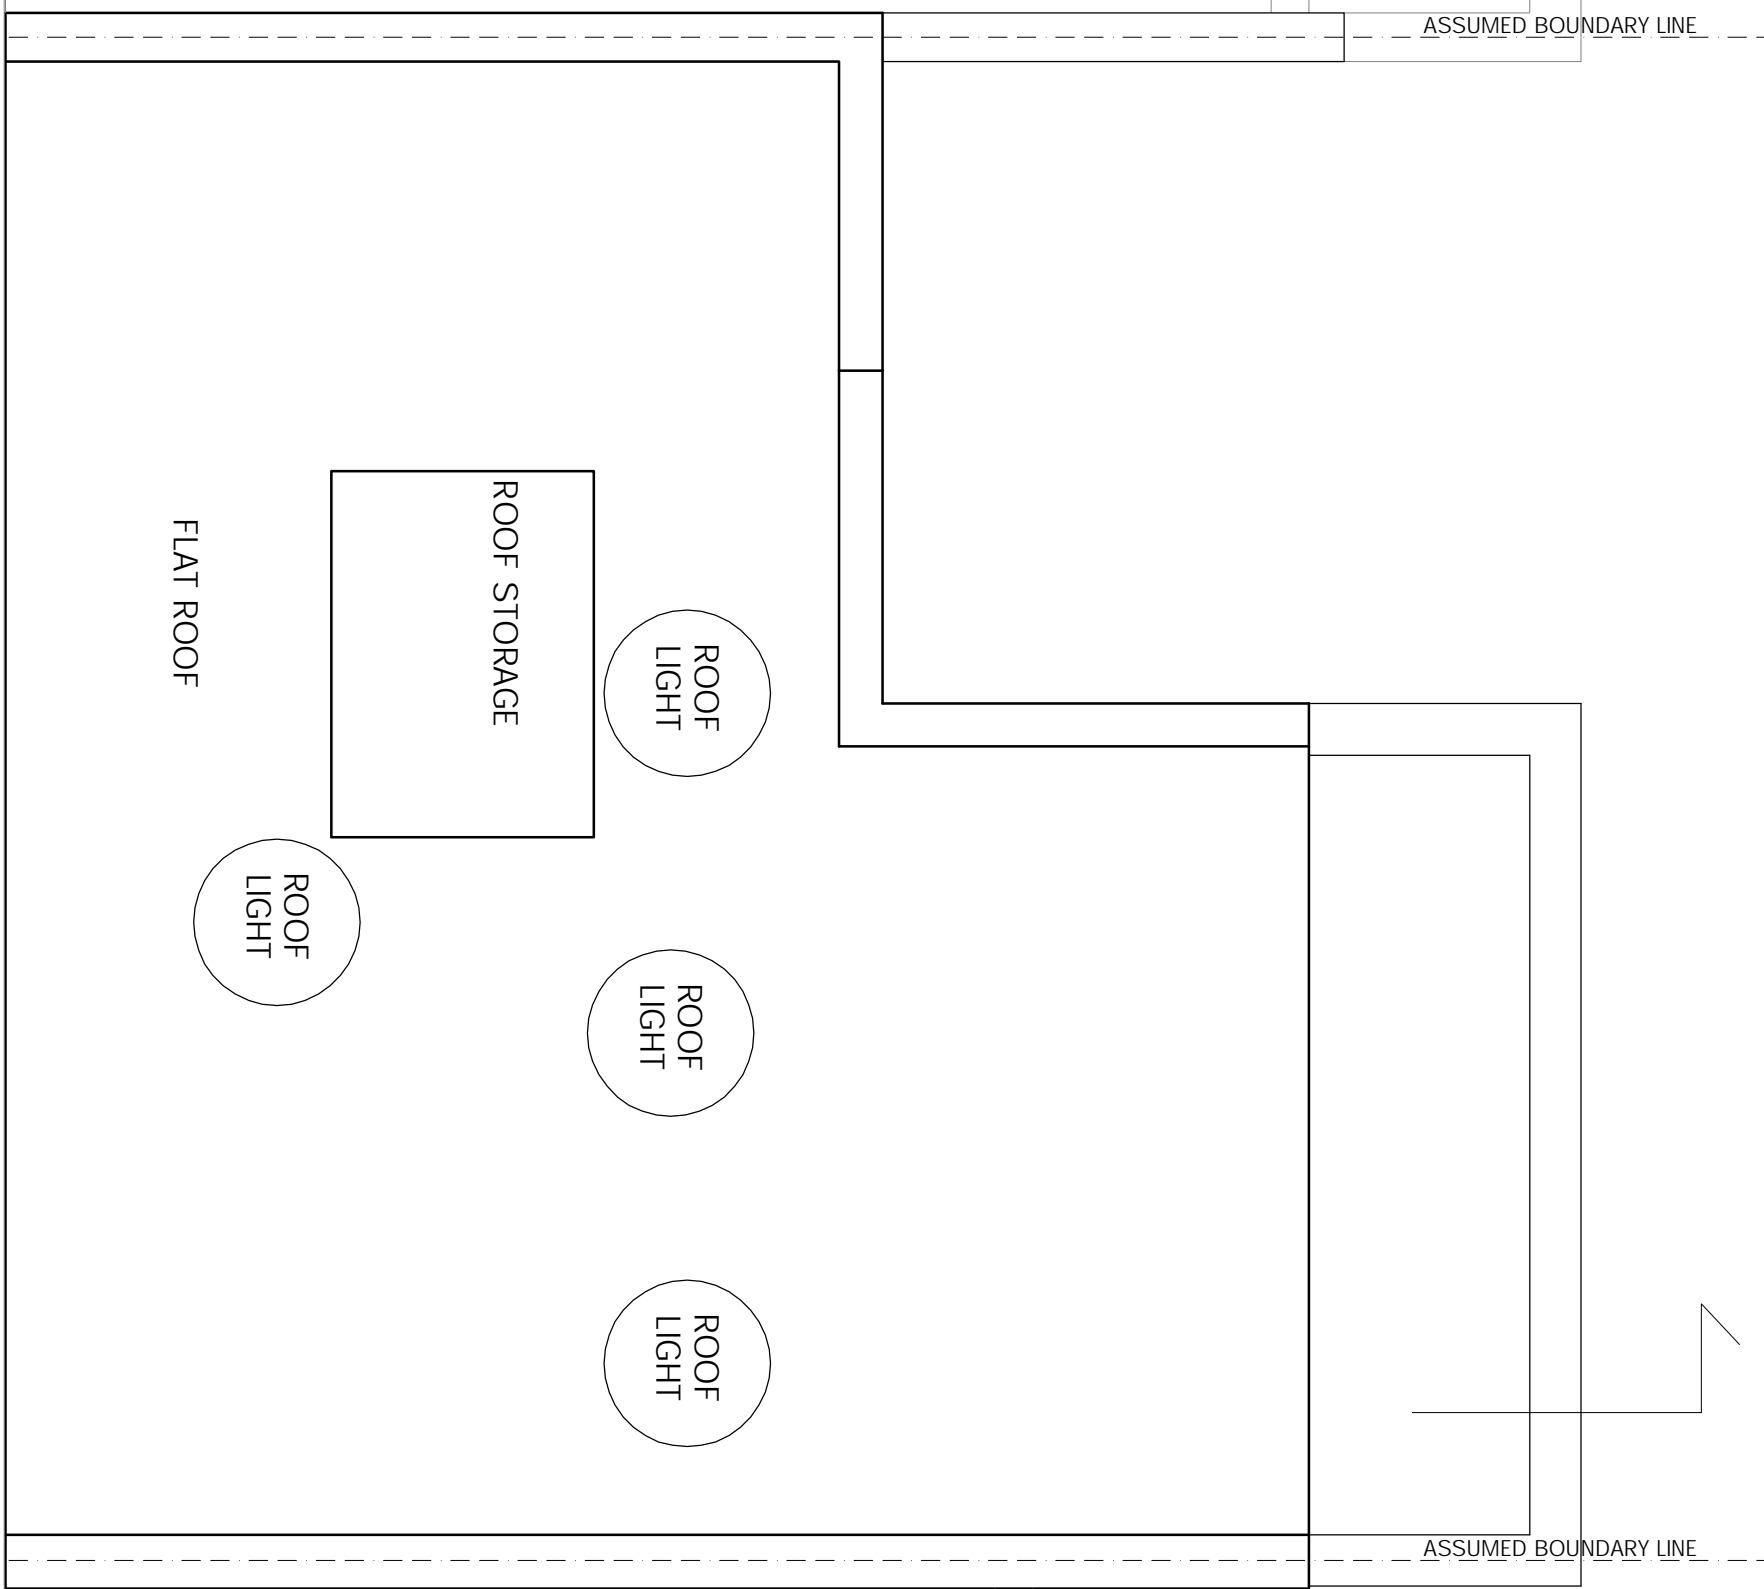 ASSUMED BOUNDARY LINE
FLAT ROOF
ROOF STORAGE
ROOF
LIGHT
ROOF
LIGHT
ROOF
LIGHT
ROOF
LIGHT
ASSUMED BOUNDARY LINE